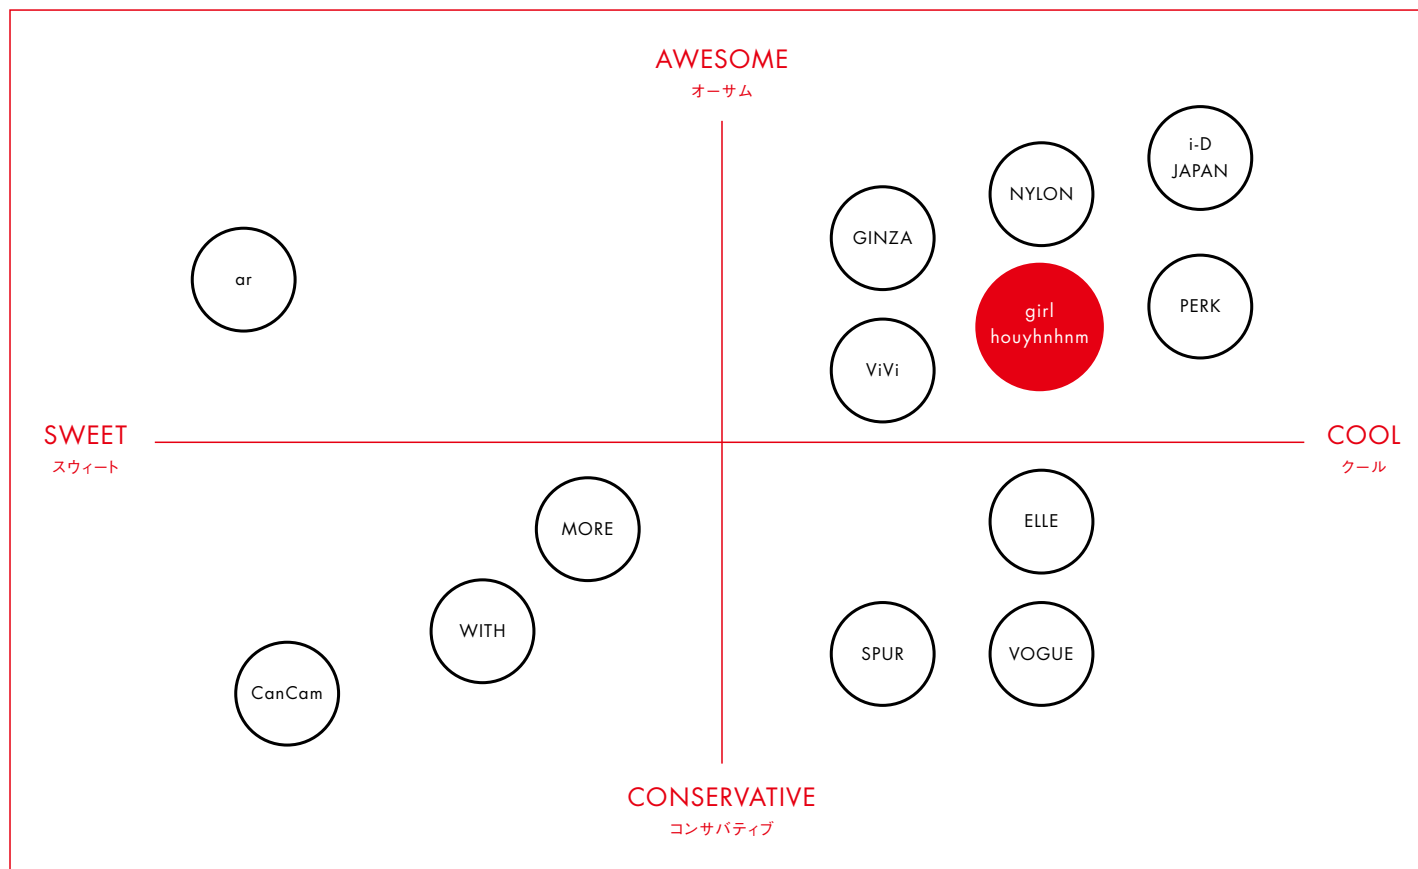 AWESOME
オーサム
i-D
JAPAN
NYLON
GINZA
ar
PERK
girl
houyhnhnm
ViVi
SWEET
スウィート
COOL
クール
MORE
ELLE
WITH
SPUR
VOGUE
CanCam
CONSERVATIVE
コンサバティブ